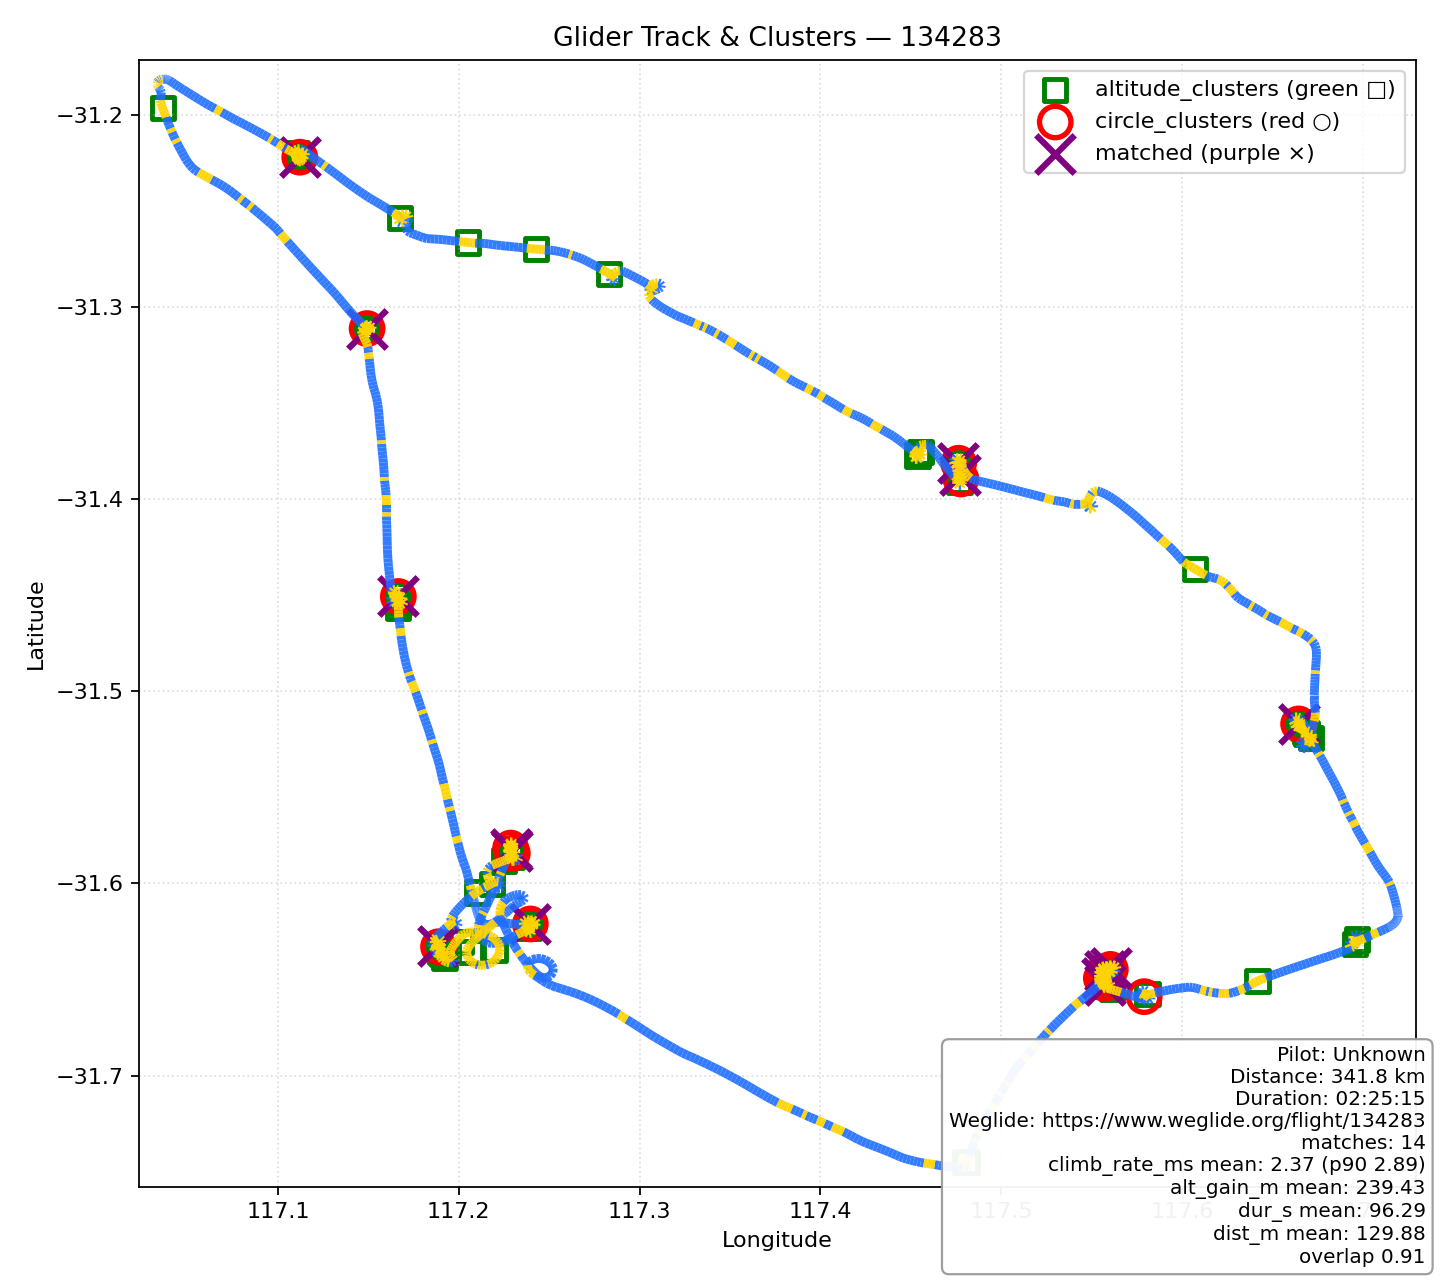 Glider Track & Clusters — 134283
altitude_clusters (green □)
circle_clusters (red ○)
matched (purple ×)
−31.2
−31.3
−31.4
−31.5
−31.6
−31.7
Latitude
117.1
117.2
117.3
117.4
117.5
117.6
Longitude
Pilot: Unknown
Distance: 341.8 km
Duration: 02:25:15
Weglide: https://www.weglide.org/flight/134283
matches: 14
climb_rate_ms mean: 2.37 (p90 2.89)
alt_gain_m mean: 239.43
dur_s mean: 96.29
dist_m mean: 129.88
overlap 0.91